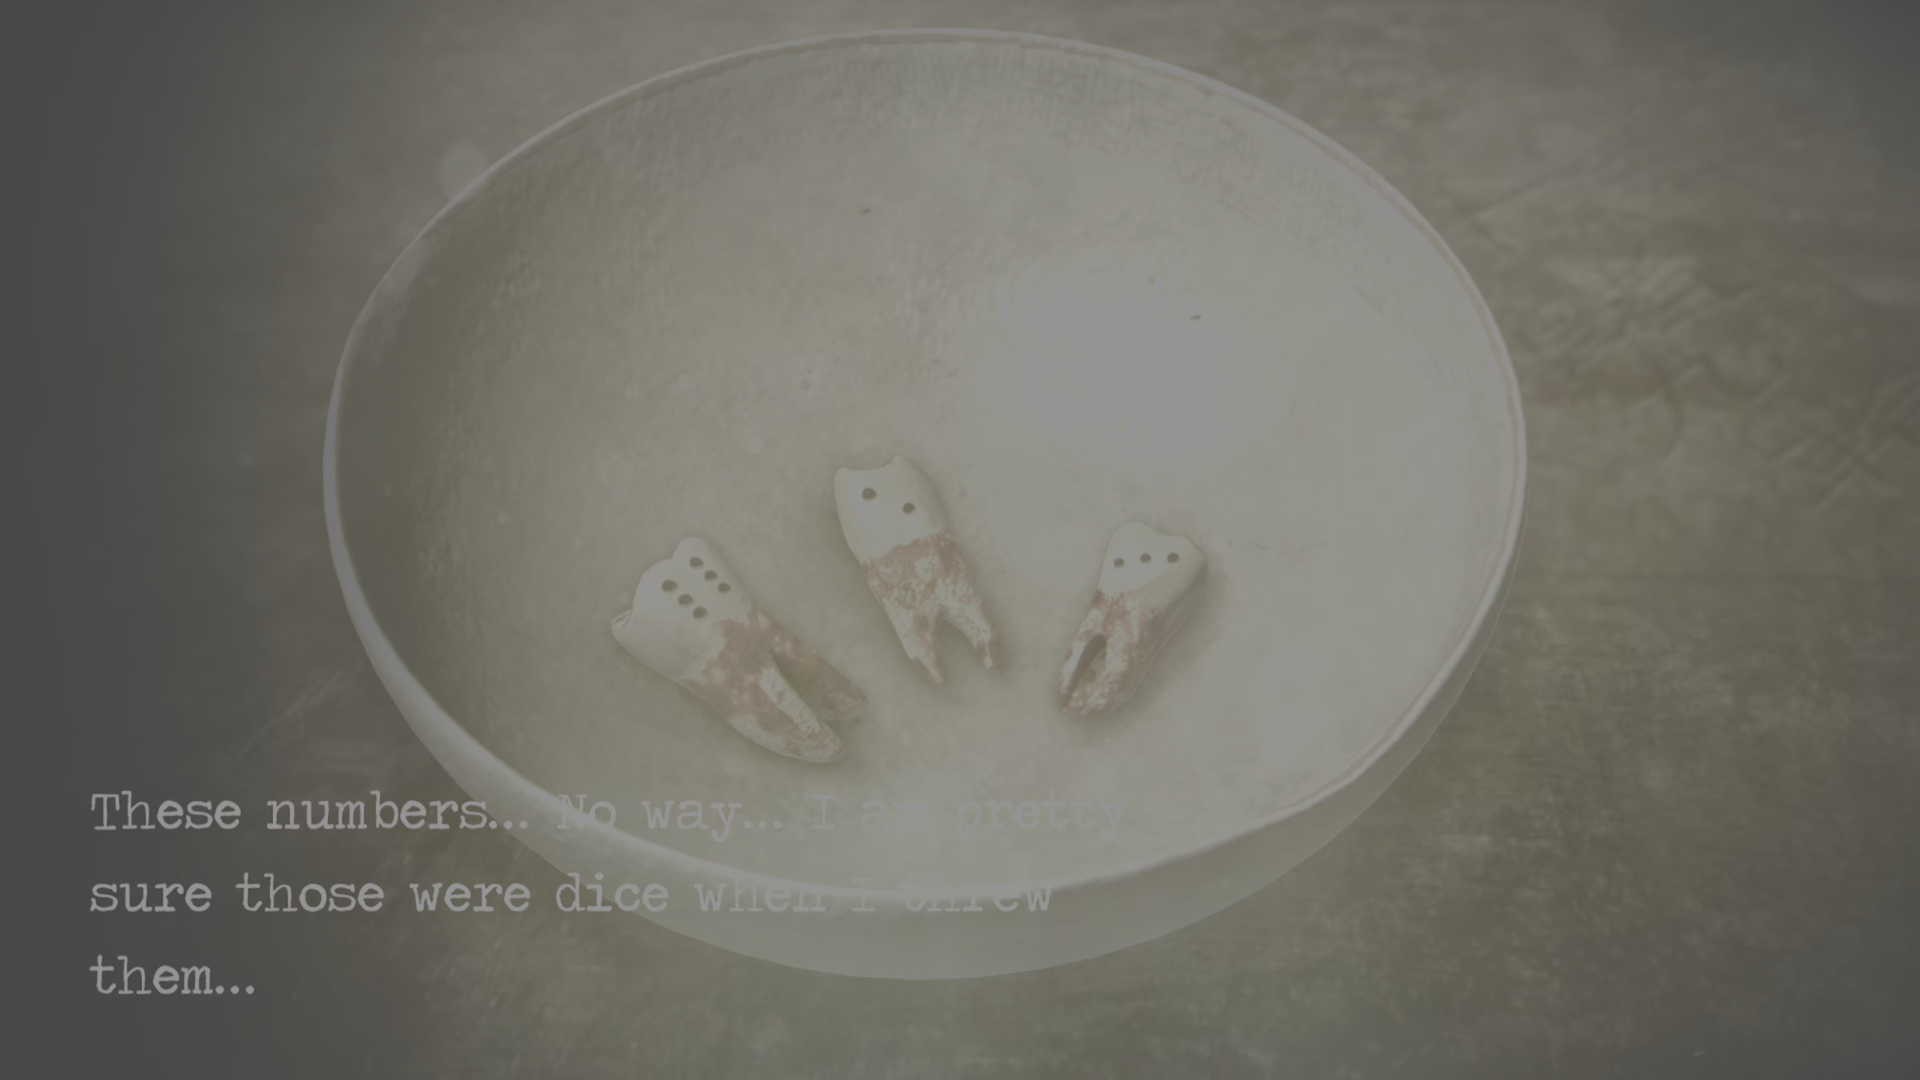 These numbers... No way... I am pretty
sure those were dice when I threw
them...